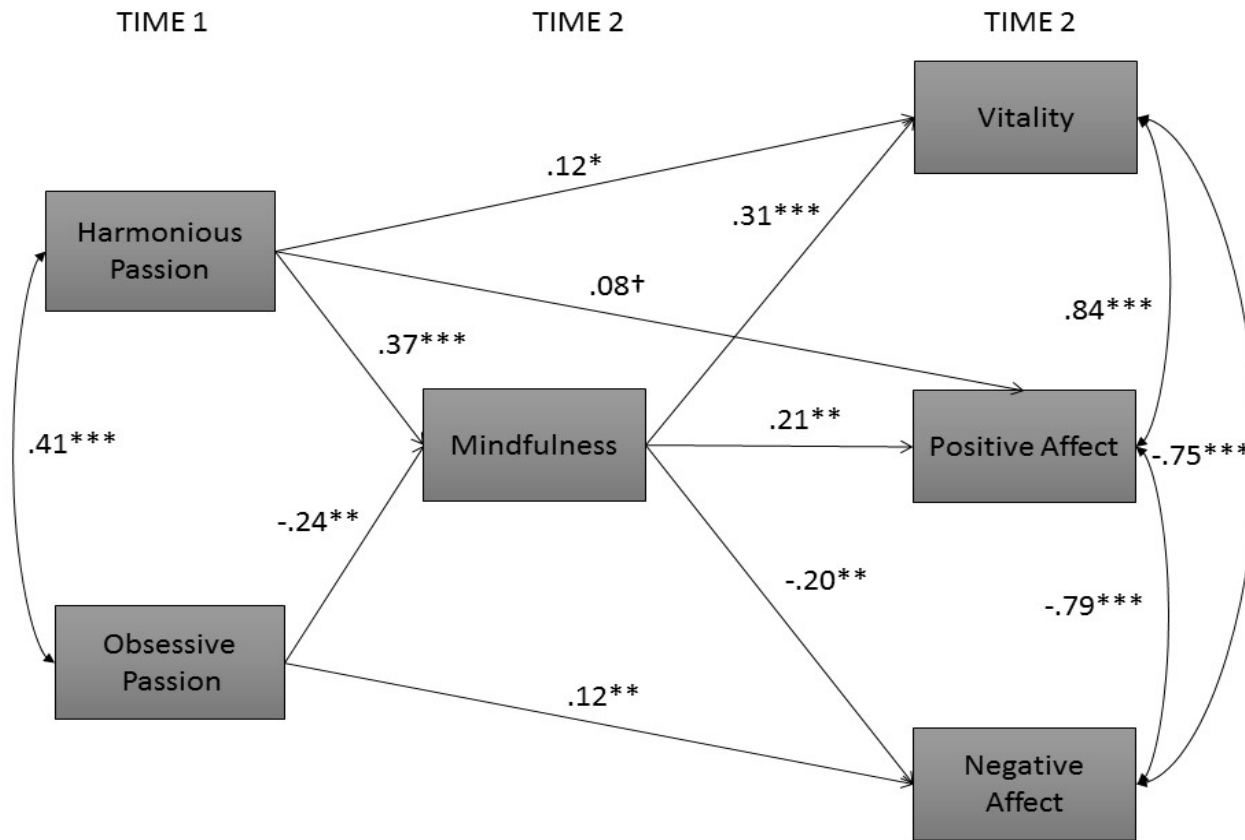 TIME 1
TIME 2
TIME 2
Vitality
.12*
Harmonious
Passion
.31***
.08†
.84***
.37***
Mindfulness
.21**
Positive Affect
.41***
-.75***
-.24**
-.20**
-.79***
Obsessive
Passion
.12**
Negative
Affect